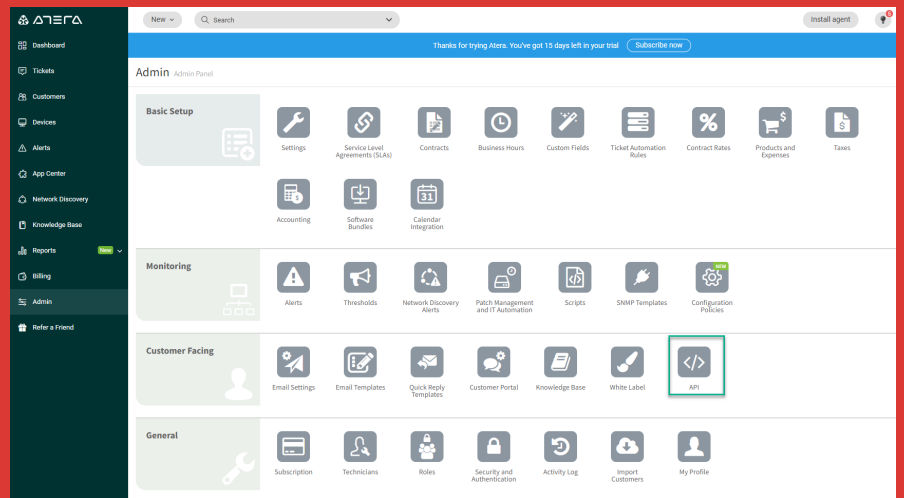 ATERA
New
Search
Install agent
5
Thanks for trying Atera. You've got 15 days left in your trial
Subscribe now
Dashboard
Tickets
Customers
Devices
Alerts
App Center
Network Discovery
Knowledge Base
Reports New
Billing
Admin
Refer a Friend
Admin Admin Panel
Basic Setup
Settings
Service Level
Agreements (SLAs)
Contracts
Business Hours
Custom Fields
Ticket Automation
Rules
Contract Rates
Products and
Expenses
Taxes
Accounting
Software
Bundles
31
Calendar
Integration
Monitoring
Alerts
Thresholds
Network Discovery
Alerts
Patch Management
and IT Automation
Scripts
SNMP Templates
NEW
Configuration
Policies
Customer Facing
Email Settings
Email Templates
Quick Reply
Templates
Customer Portal
Knowledge Base
White Label
API
General
Subscription
Technicians
Roles
Security and
Authentication
Activity Log
Import
Customers
My Profile